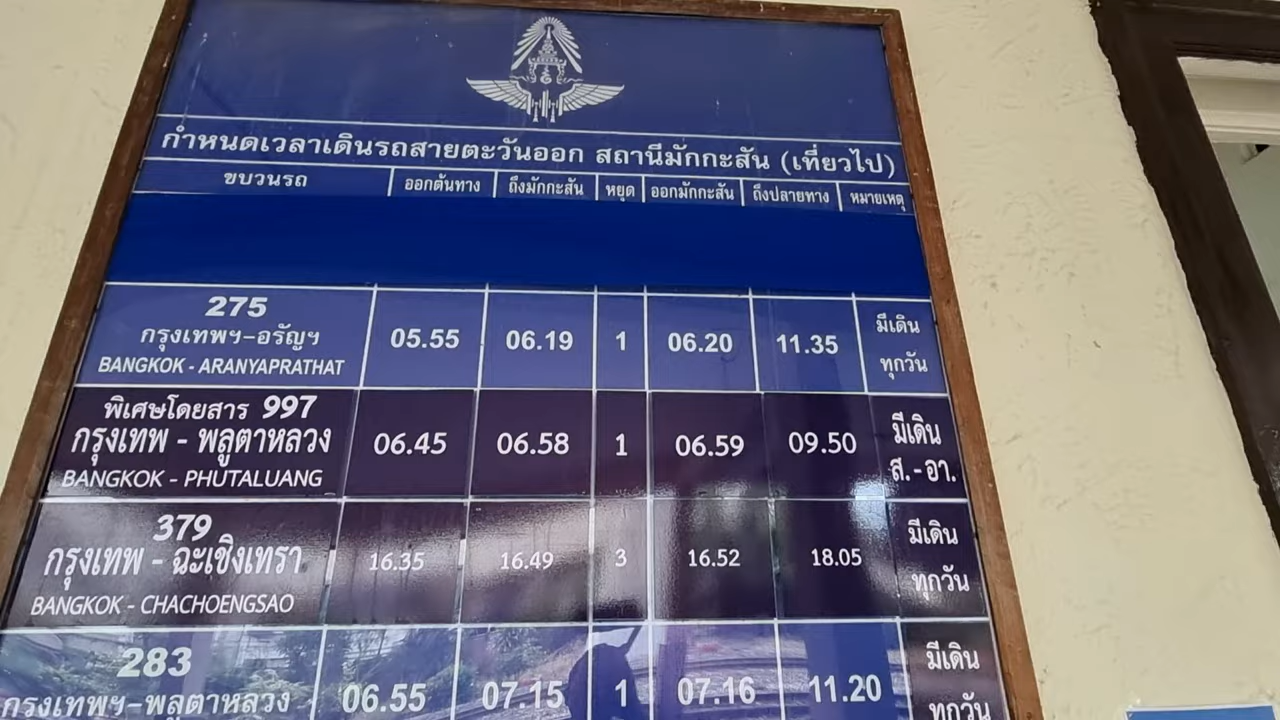 กำหนดเวลาเดินรถสายตะวันออก สถานีมักกะสัน (เที่ยวไป)
ขบวนรถ ออกต้นทาง ถึงมักกะสัน หยุด ออกมักกะสัน ถึงปลายทาง หมายเหตุ
275
กรุงเทพฯ-อรัญฯ
BANGKOK - ARANYAPRATHAT
05.55 06.19 1 06.20 11.35
มีเดิน
ทุกวัน
พิเศษโดยสาร 997
กรุงเทพ - พลูตาหลวง
BANGKOK - PHUTALUANG
06.45 06.58 1 06.59 09.50
มีเดิน
ส.-อา.
379
กรุงเทพ - ฉะเชิงเทรา
BANGKOK - CHACHOENGSAO
16.35 16.49 3 16.52 18.05
มีเดิน
ทุกวัน
283
กรุงเทพฯ-พลูตาหลวง
06.55 07.15 1 07.16 11.20
มีเดิน
ทุกวัน